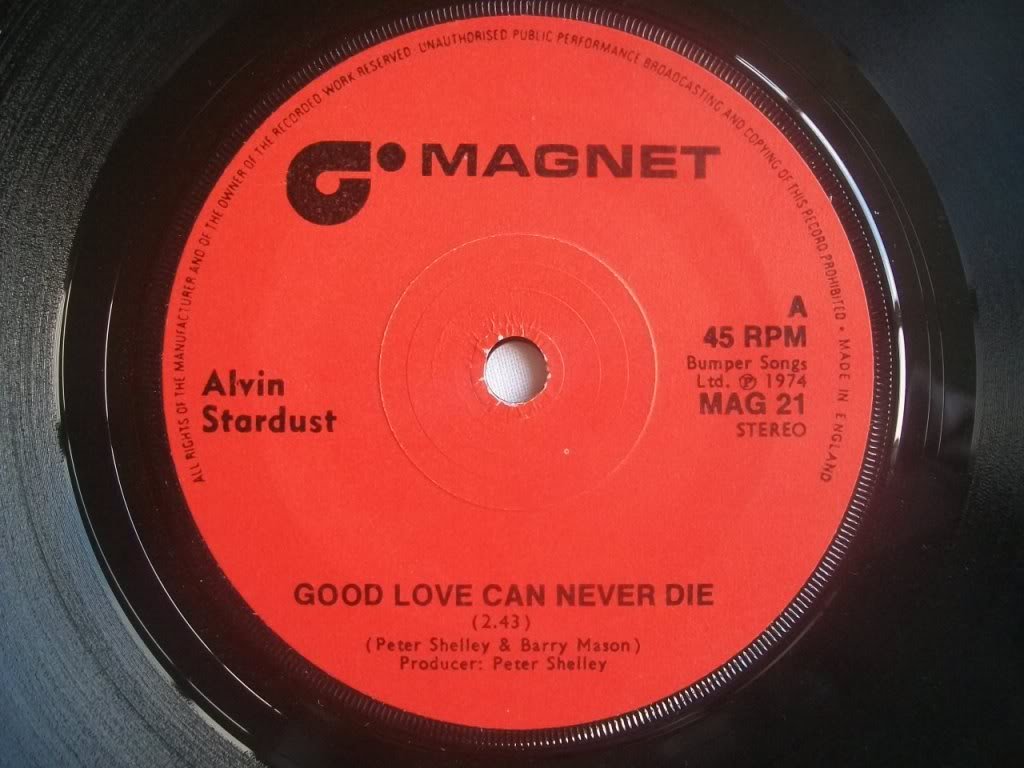 ALL RIGHTS OF THE MANUFACTURER AND OF THE OWNER OF THE RECORDED WORK RESERVED. UNAUTHORISED PUBLIC PERFORMANCE BROADCASTING AND COPYING OF THIS RECORD PROHIBITED • MADE IN ENGLAND
MAGNET
A
45 RPM
Bumper Songs
Ltd. ℗ 1974
MAG 21
STEREO
Alvin
Stardust
GOOD LOVE CAN NEVER DIE
(2.43)
(Peter Shelley & Barry Mason)
Producer: Peter Shelley